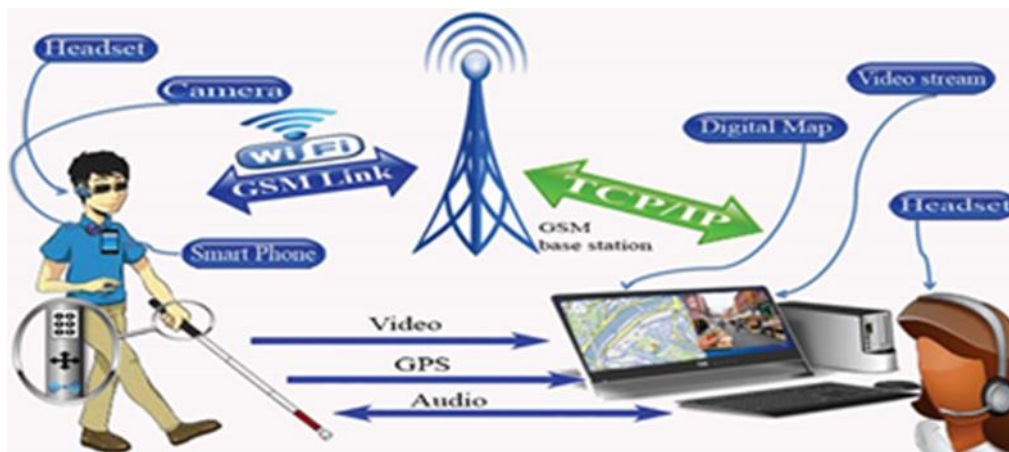 Headset
Camera
Video stream
Digital Map
WiFi
GSM Link
TCP/IP
Headset
GSM
base station
Smart Phone
Video
GPS
Audio